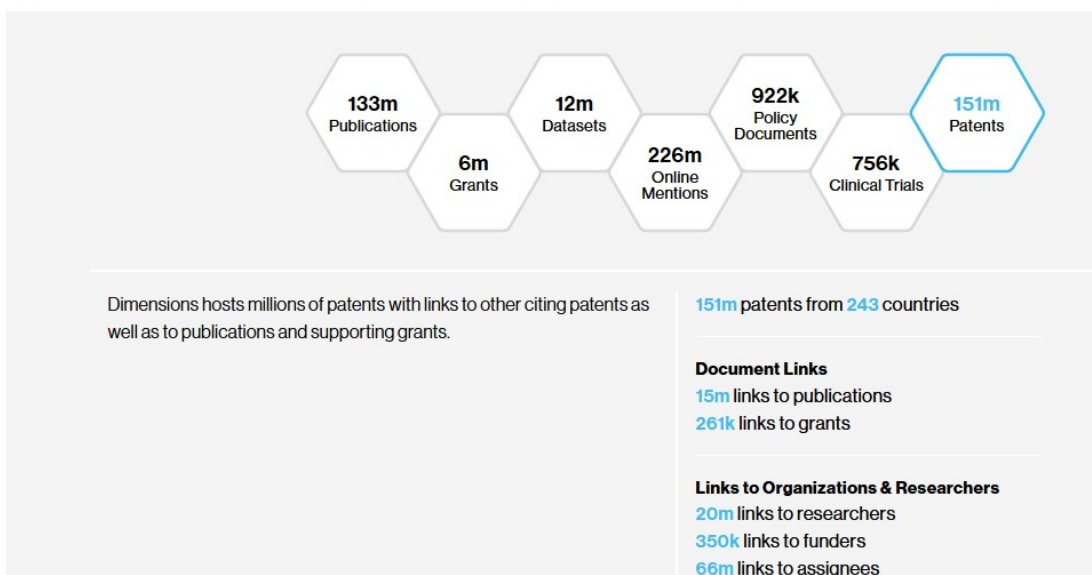 133m
Publications
6m
Grants
12m
Datasets
226m
Online
Mentions
922k
Policy
Documents
756k
Clinical Trials
151m
Patents
Dimensions hosts millions of patents with links to other citing patents as
well as to publications and supporting grants.
151m patents from 243 countries
Document Links
15m links to publications
261k links to grants
Links to Organizations & Researchers
20m links to researchers
350k links to funders
66m links to assignees